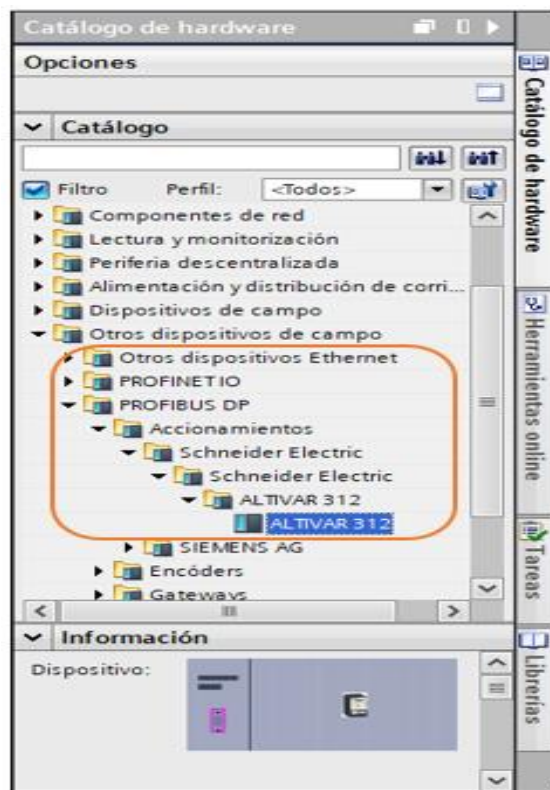 Catálogo de hardware
Opciones
Catálogo
Filtro Perfil: <Todos>
Componentes de red
Lectura y monitorización
Periferia descentralizada
Alimentación y distribución de corri...
Dispositivos de campo
Otros dispositivos de campo
Otros dispositivos Ethernet
PROFINET IO
PROFIBUS DP
Accionamientos
Schneider Electric
Schneider Electric
ALTIVAR 312
ALTIVAR 312
SIEMENS AG
Encóders
Gateways
Información
Dispositivo:
Catálogo de hardware
Herramientas online
Tareas
Librerías